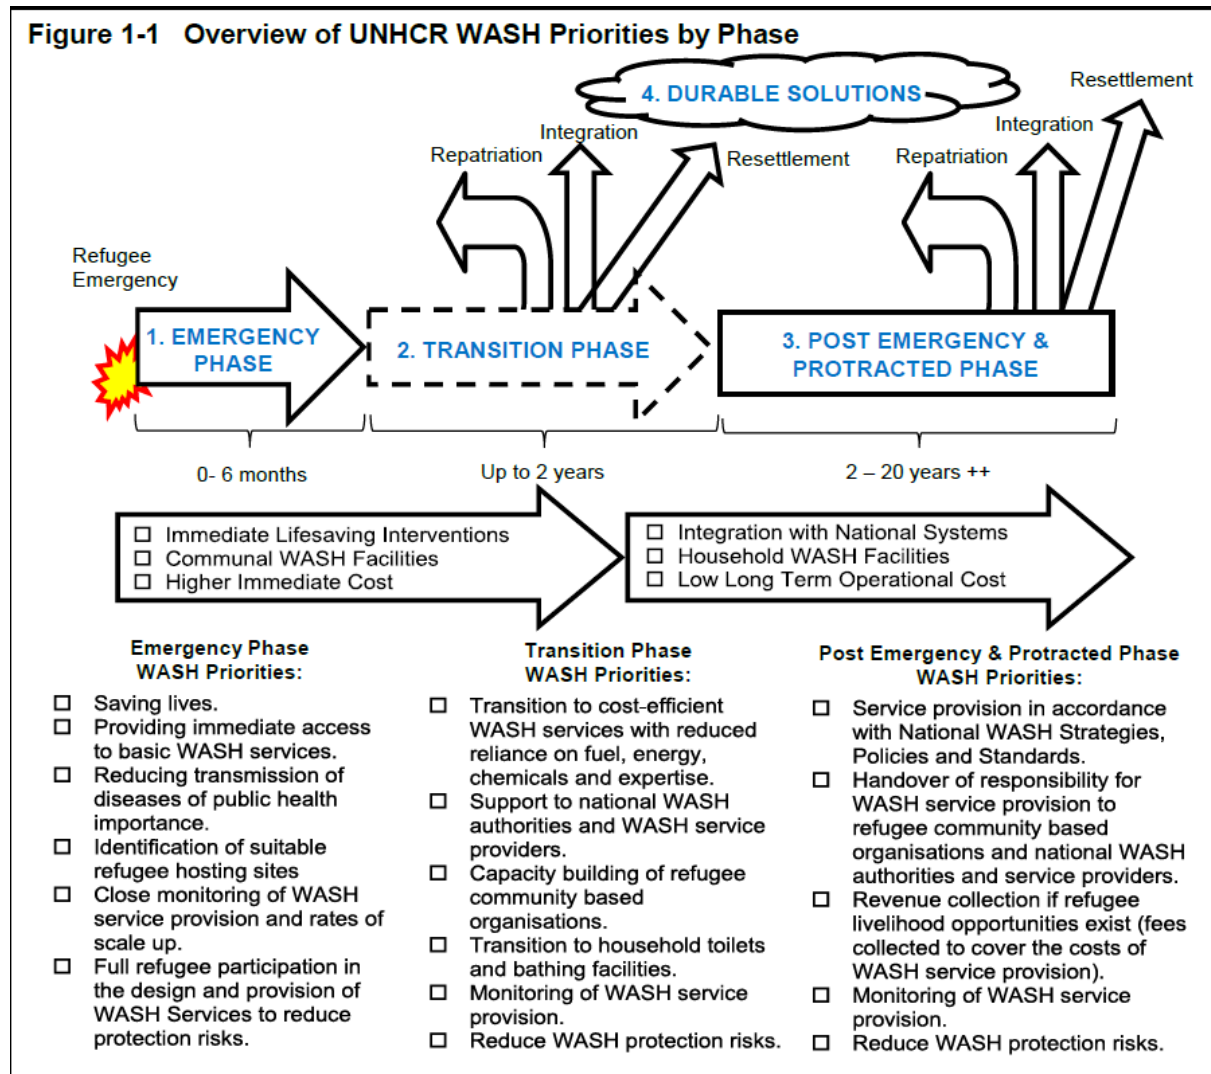 Figure 1-1 Overview of UNHCR WASH Priorities by Phase
4. DURABLE SOLUTIONS
Resettlement
Integration
Integration
Repatriation
Resettlement
Repatriation
Refugee
Emergency
1. EMERGENCY
PHASE
2. TRANSITION PHASE
3. POST EMERGENCY &
PROTRACTED PHASE
0- 6 months
Up to 2 years
2 – 20 years ++
☐ Immediate Lifesaving Interventions
☐ Communal WASH Facilities
☐ Higher Immediate Cost
☐ Integration with National Systems
☐ Household WASH Facilities
☐ Low Long Term Operational Cost
Emergency Phase
WASH Priorities:
☐ Saving lives.
☐ Providing immediate access
to basic WASH services.
☐ Reducing transmission of
diseases of public health
importance.
☐ Identification of suitable
refugee hosting sites
☐ Close monitoring of WASH
service provision and rates of
scale up.
☐ Full refugee participation in
the design and provision of
WASH Services to reduce
protection risks.
Transition Phase
WASH Priorities:
☐ Transition to cost-efficient
WASH services with reduced
reliance on fuel, energy,
chemicals and expertise.
☐ Support to national WASH
authorities and WASH service
providers.
☐ Capacity building of refugee
community based
organisations.
☐ Transition to household toilets
and bathing facilities.
☐ Monitoring of WASH service
provision.
☐ Reduce WASH protection risks.
Post Emergency & Protracted Phase
WASH Priorities:
☐ Service provision in accordance
with National WASH Strategies,
Policies and Standards.
☐ Handover of responsibility for
WASH service provision to
refugee community based
organisations and national WASH
authorities and service providers.
☐ Revenue collection if refugee
livelihood opportunities exist (fees
collected to cover the costs of
WASH service provision).
☐ Monitoring of WASH service
provision.
☐ Reduce WASH protection risks.